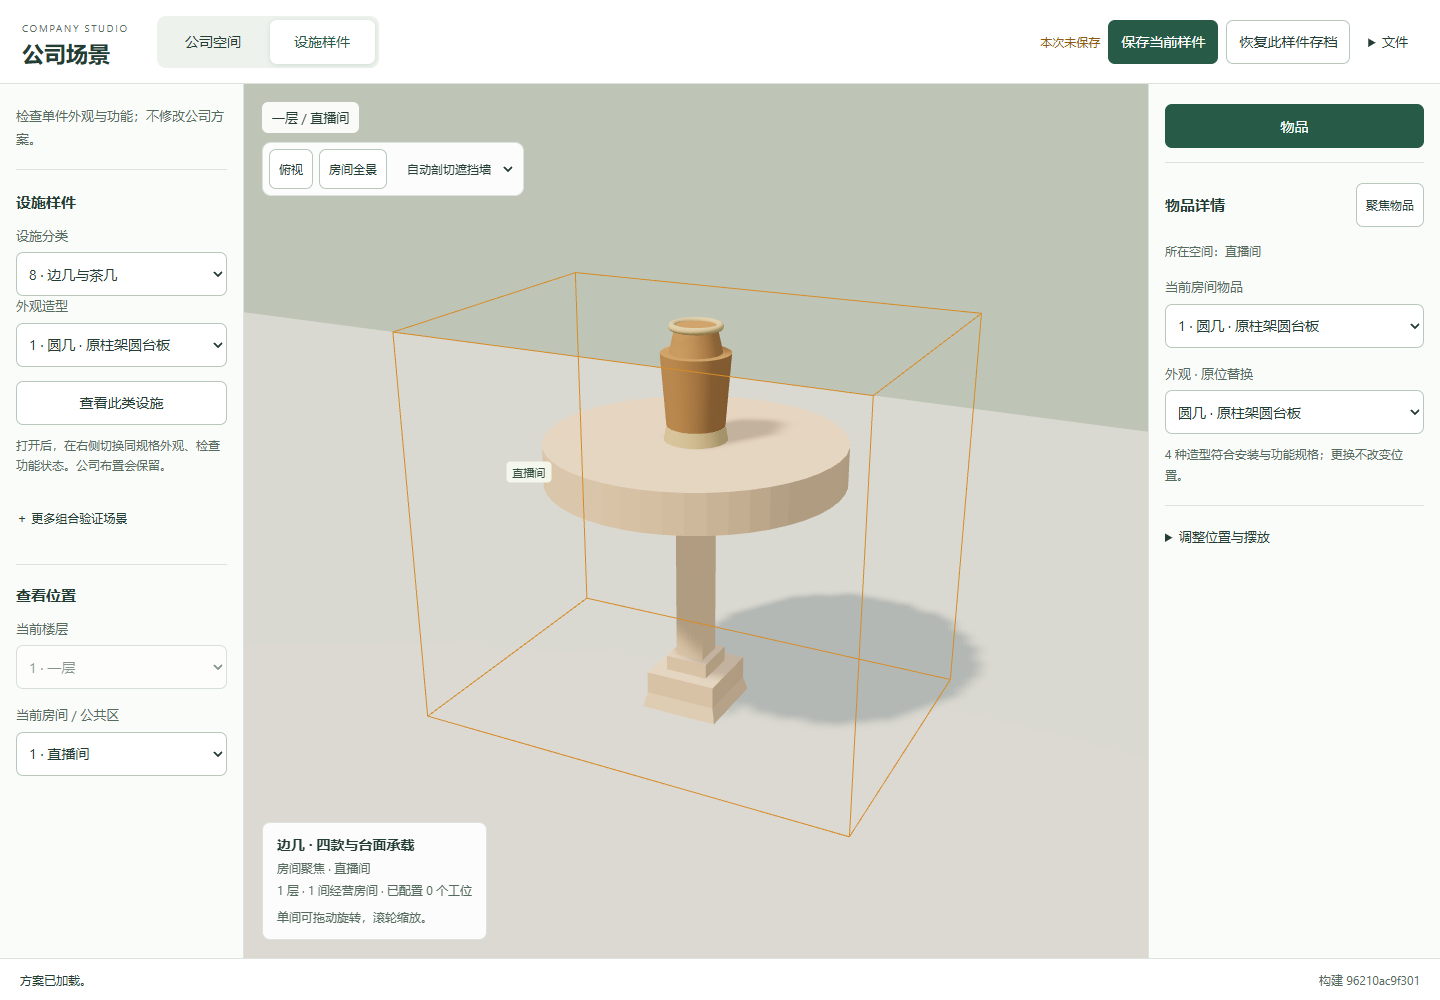 COMPANY STUDIO
公司场景
公司空间
设施样件
本次未保存
保存当前样件
恢复此样件存档
▶ 文件
检查单件外观与功能；不修改公司方
案。
设施样件
设施分类
8 · 边几与茶几
外观造型
1 · 圆几 · 原柱架圆台板
查看此类设施
打开后，在右侧切换同规格外观、检查
功能状态。公司布置会保留。
+ 更多组合验证场景
查看位置
当前楼层
1 · 一层
当前房间 / 公共区
1 · 直播间
一层 / 直播间
俯视
房间全景
自动剖切遮挡墙
直播间
边几 · 四款与台面承载
房间聚焦 · 直播间
1 层 · 1 间经营房间 · 已配置 0 个工位
单间可拖动旋转，滚轮缩放。
物品
物品详情
聚焦物品
所在空间：直播间
当前房间物品
1 · 圆几 · 原柱架圆台板
外观 · 原位替换
圆几 · 原柱架圆台板
4 种造型符合安装与功能规格；更换不改变位
置。
▶ 调整位置与摆放
方案已加载。
构建 96210ac9f301